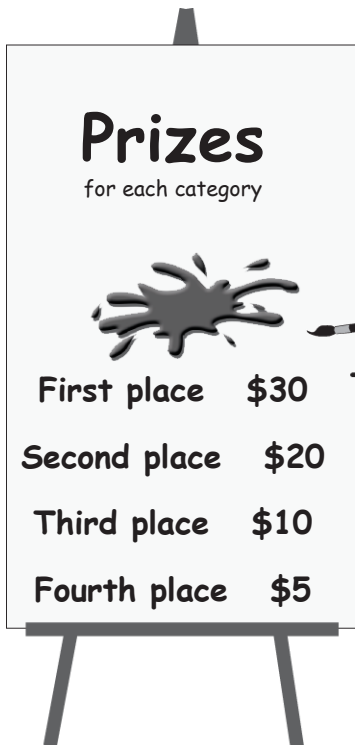 Prizes
for each category
First place $30
Second place $20
Third place $10
Fourth place $5